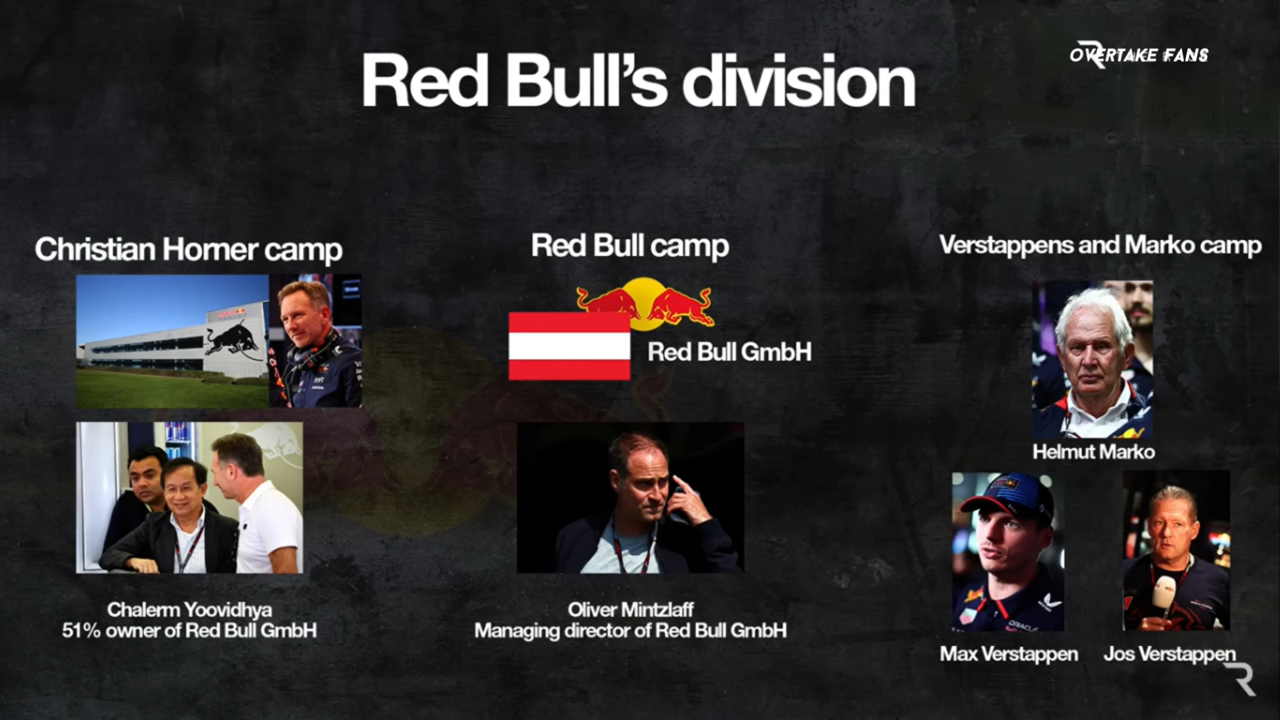 OVERTAKE FANS
Red Bull's division
Christian Horner camp
Red Bull camp
Verstappens and Marko camp
Red Bull GmbH
Helmut Marko
Chalerm Yoovidhya
51% owner of Red Bull GmbH
Oliver Mintzlaff
Managing director of Red Bull GmbH
Max Verstappen
Jos Verstappen